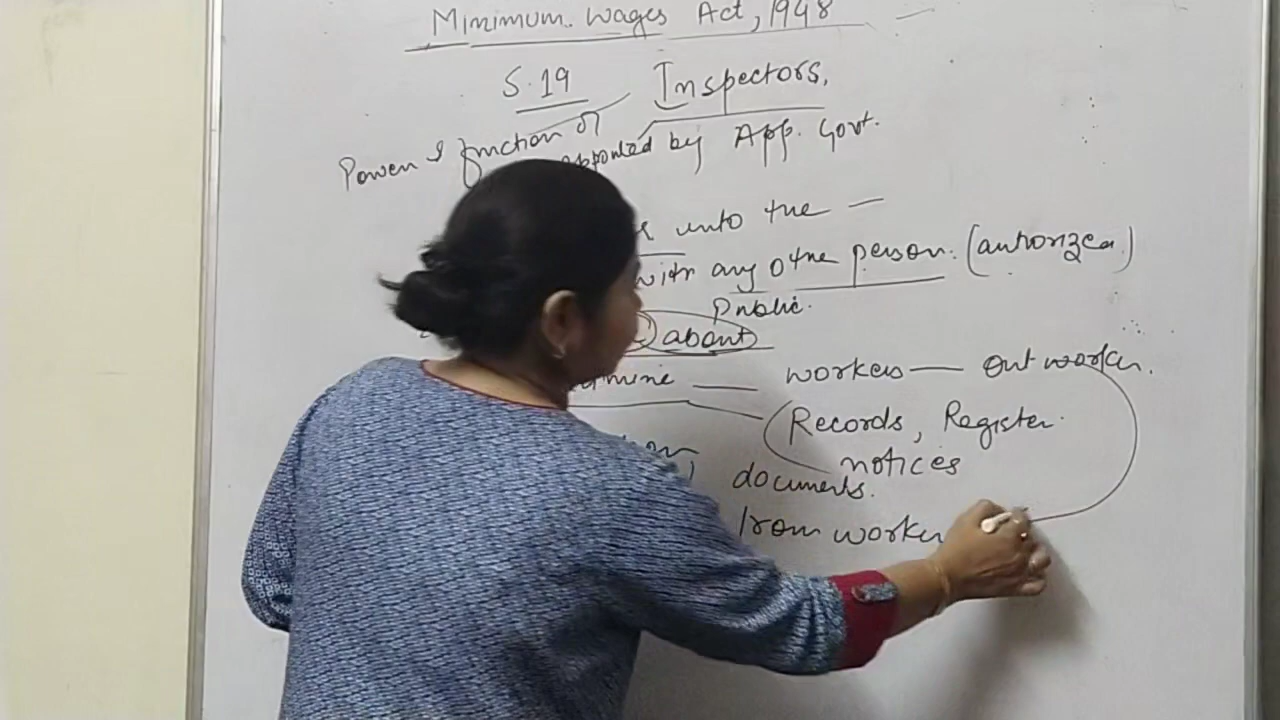 Minimum. Wages Act, 1948
S. 19 Inspectors.
Power & function of appointed by App. Govt.
unto the —
with any othe person. (authorized)
Public.
about
workers — Out worker.
Records, Register.
notices
documents.
from worker